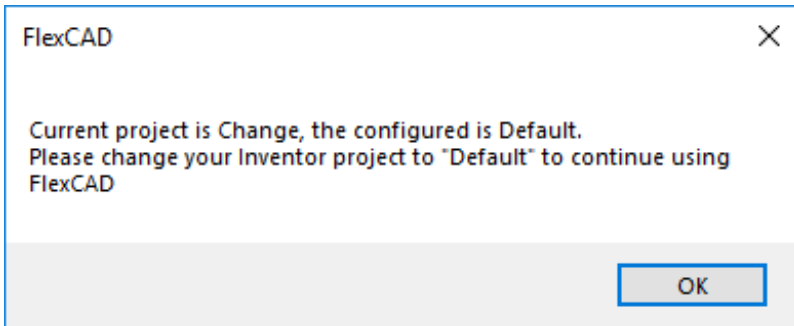 FlexCAD
Current project is Change, the configured is Default.
Please change your Inventor project to "Default" to continue using
FlexCAD
OK